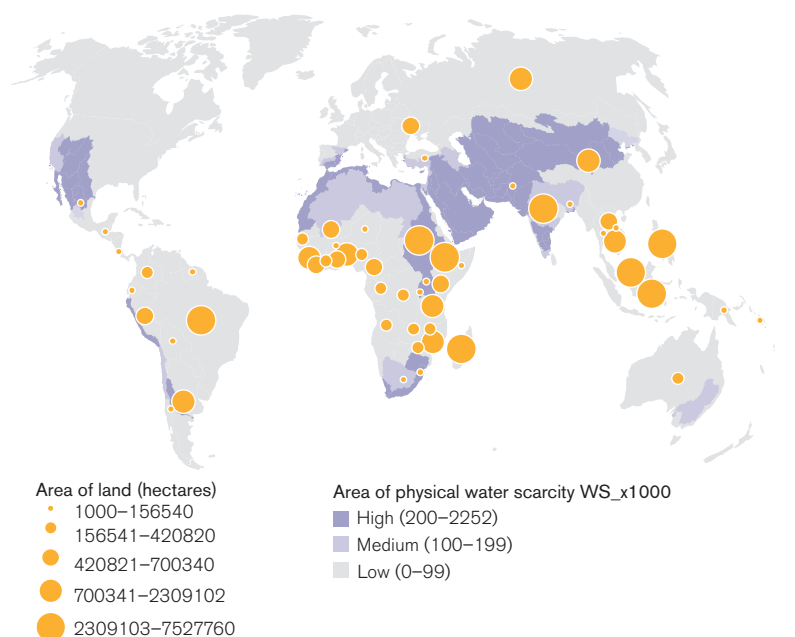 Area of land (hectares)
1000–156540
156541–420820
420821–700340
700341–2309102
2309103–7527760
Area of physical water scarcity WS_x1000
High (200–2252)
Medium (100–199)
Low (0–99)